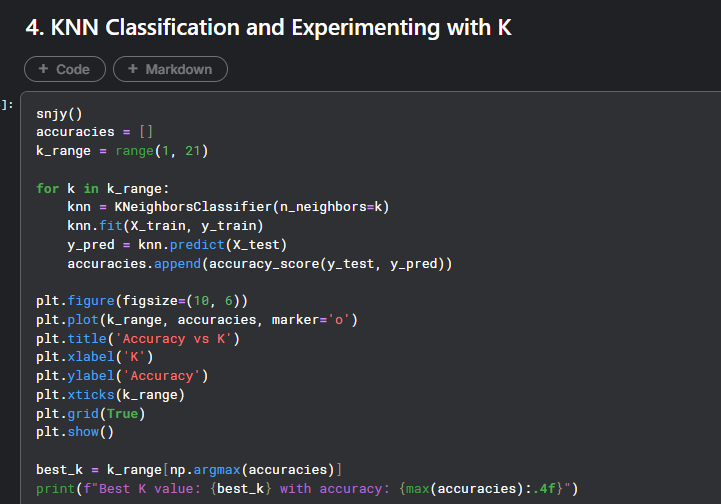 4. KNN Classification and Experimenting with K
+ Code + Markdown
]:
snjy()
accuracies = []
k_range = range(1, 21)
for k in k_range:
    knn = KNeighborsClassifier(n_neighbors=k)
    knn.fit(X_train, y_train)
    y_pred = knn.predict(X_test)
    accuracies.append(accuracy_score(y_test, y_pred))
plt.figure(figsize=(10, 6))
plt.plot(k_range, accuracies, marker='o')
plt.title('Accuracy vs K')
plt.xlabel('K')
plt.ylabel('Accuracy')
plt.xticks(k_range)
plt.grid(True)
plt.show()
best_k = k_range[np.argmax(accuracies)]
print(f"Best K value: {best_k} with accuracy: {max(accuracies):.4f}")